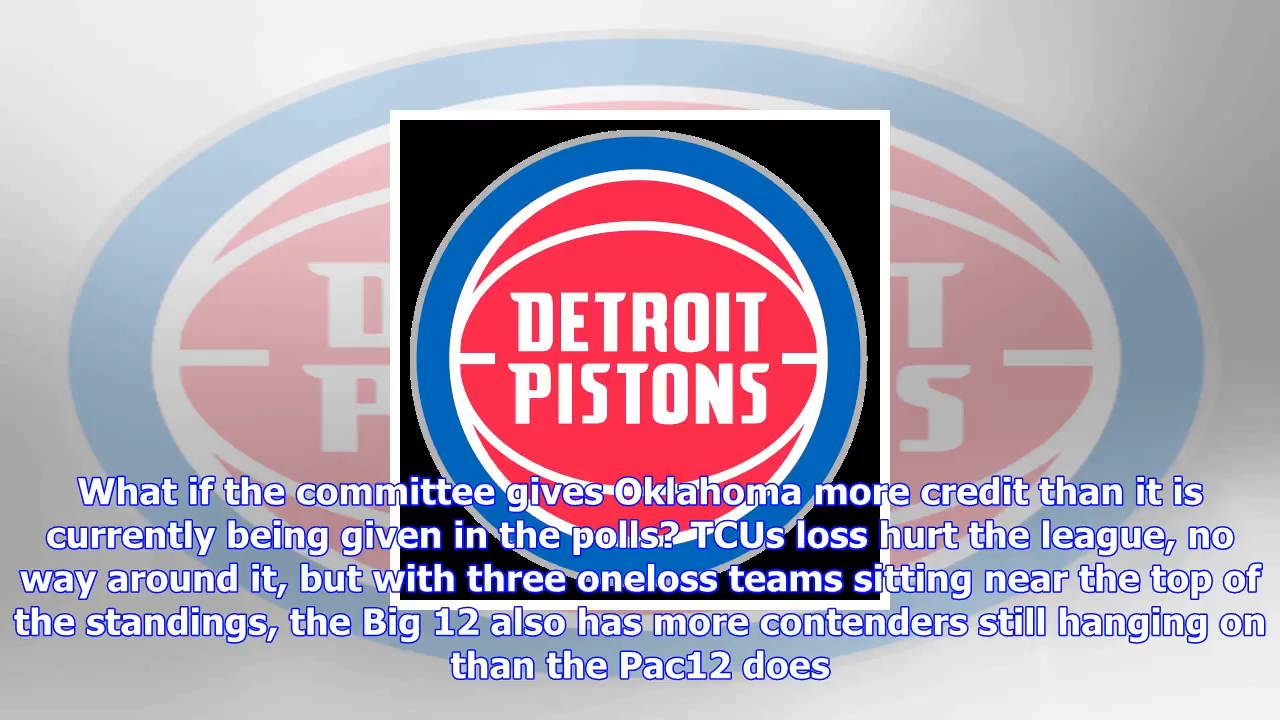 DETROIT
PISTONS
What if the committee gives Oklahoma more credit than it is
currently being given in the polls? TCUs loss hurt the league, no
way around it, but with three oneloss teams sitting near the top of
the standings, the Big 12 also has more contenders still hanging on
than the Pac12 does